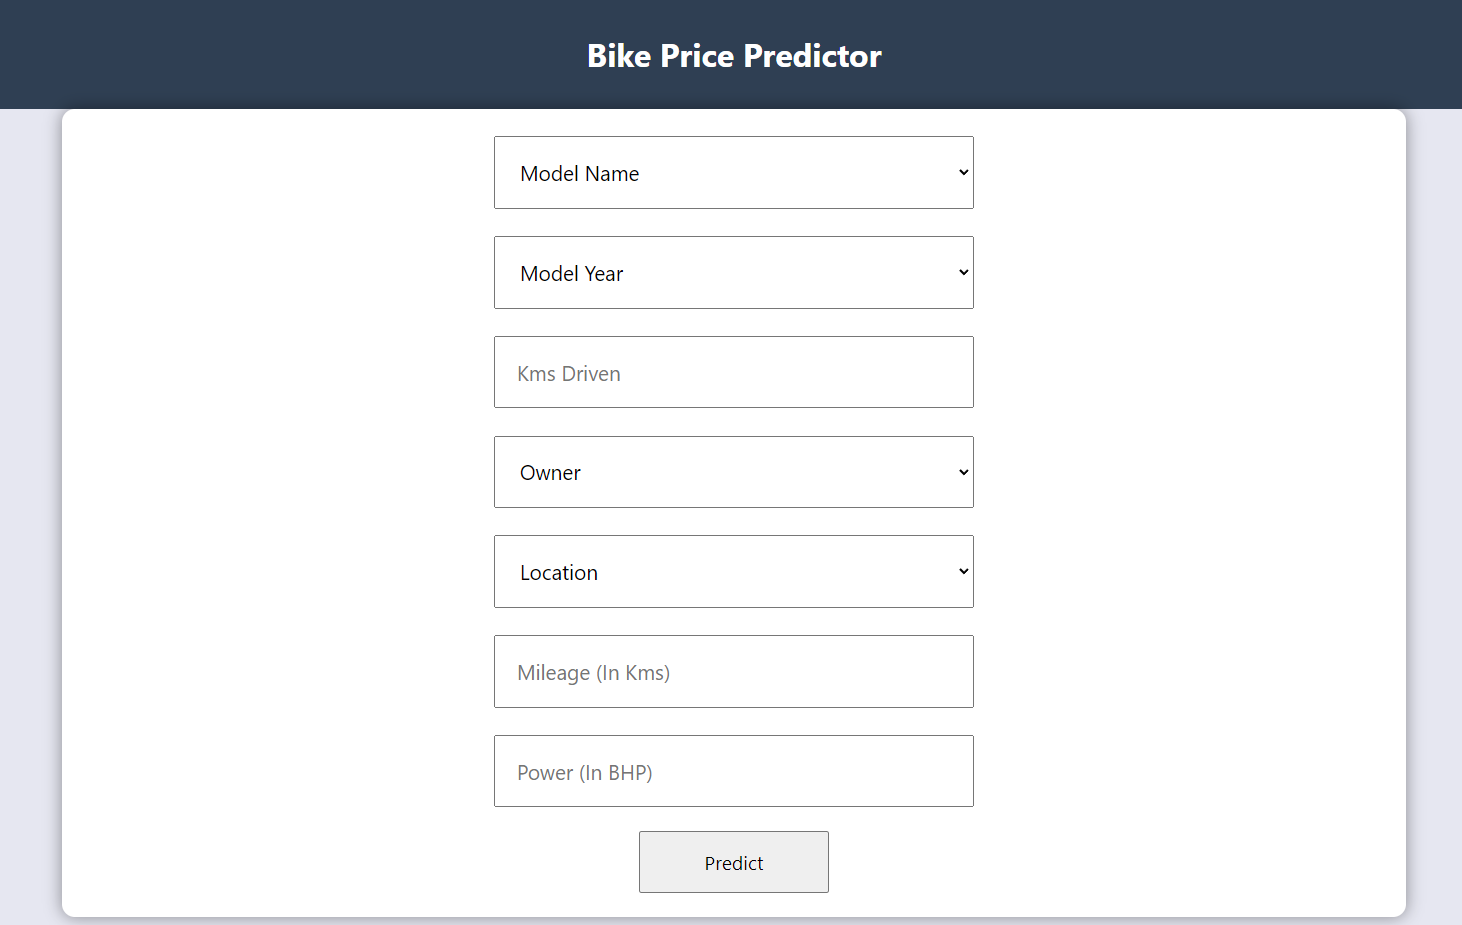 Bike Price Predictor
Model Name
Model Year
Kms Driven
Owner
Location
Mileage (In Kms)
Power (In BHP)
Predict